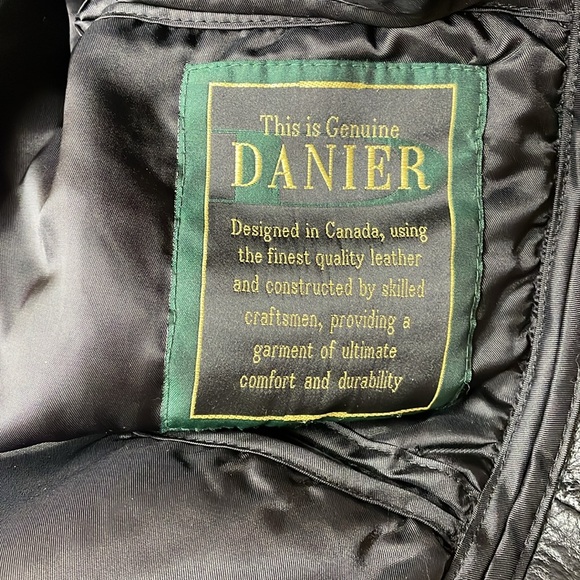 This is Genuine
DANIER
Designed in Canada, using
the finest quality leather
and constructed by skilled
craftsmen, providing a
garment of ultimate
comfort and durability